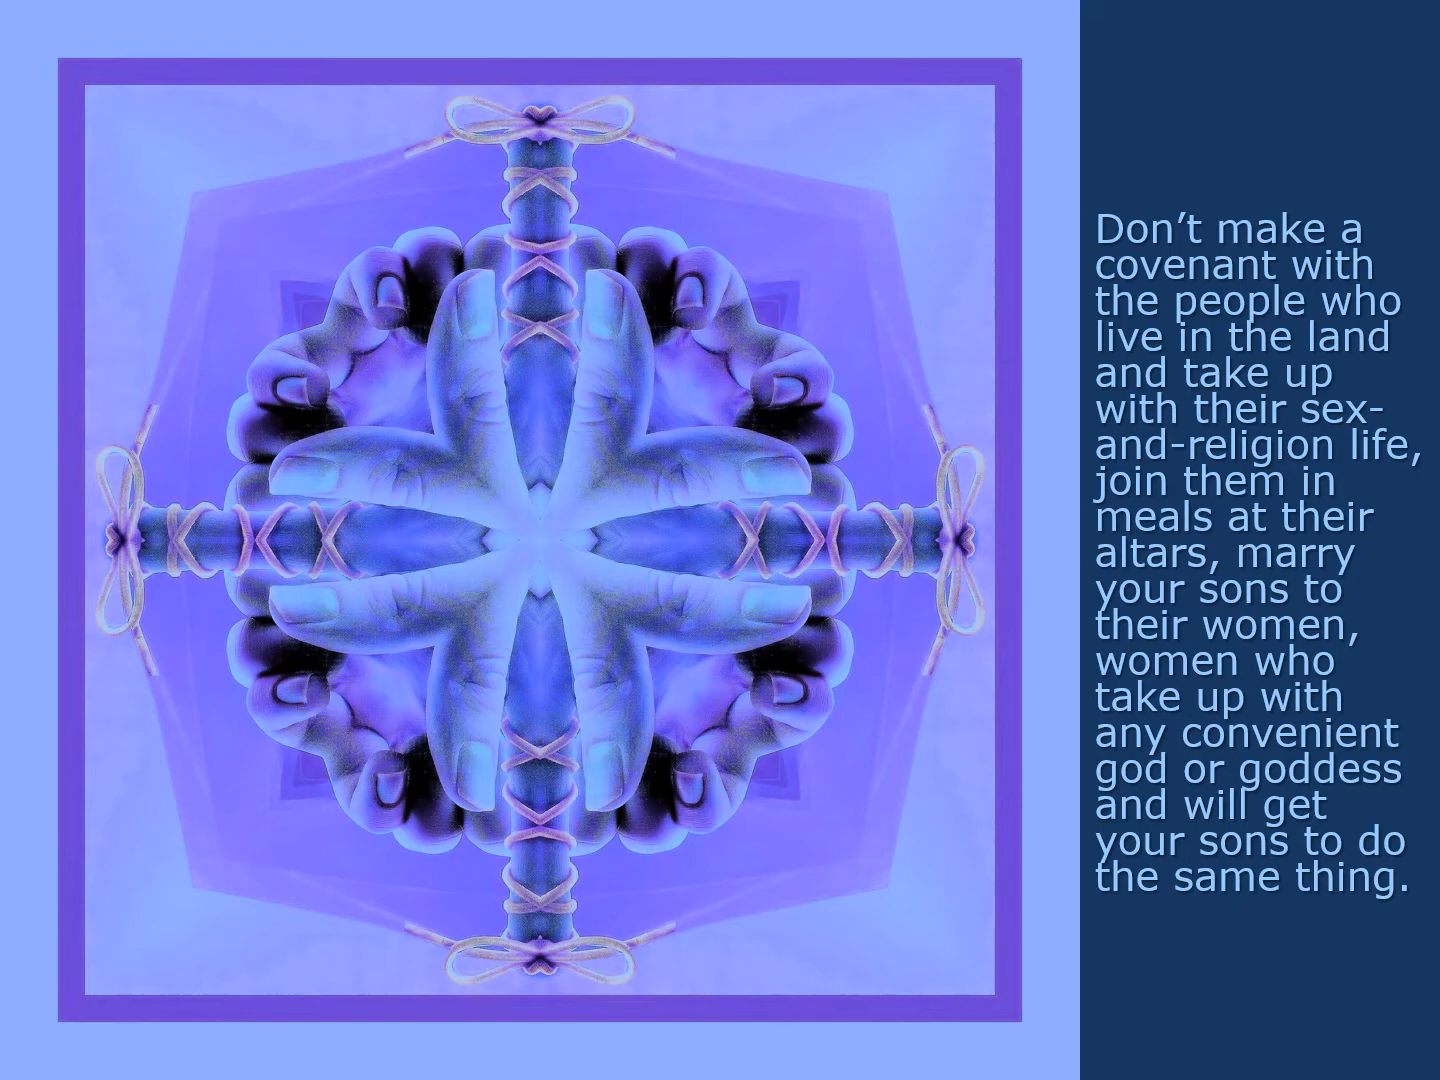 Don’t make a
covenant with
the people who
live in the land
and take up
with their sex-
and-religion life,
join them in
meals at their
altars, marry
your sons to
their women,
women who
take up with
any convenient
god or goddess
and will get
your sons to do
the same thing.